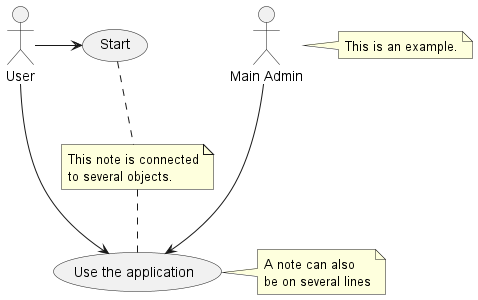 Start
This is an example.
User
Main Admin
This note is connected
to several objects.
Use the application
A note can also
be on several lines